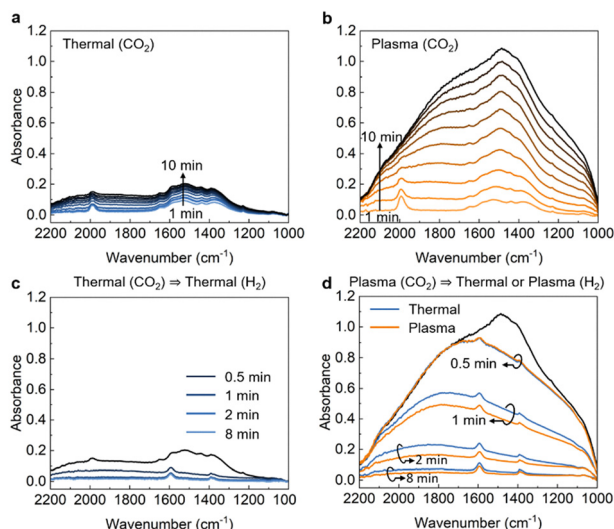 a
Thermal (CO2)
1.2
1.0
0.8
0.6
0.4
0.2
0.0
10 min
1 min
2200 2000 1800 1600 1400 1200 1000
Wavenumber (cm-1)
Absorbance
b
Plasma (CO2)
1.2
1.0
0.8
0.6
0.4
0.2
0.0
10 min
1 min
2200 2000 1800 1600 1400 1200 1000
Wavenumber (cm-1)
Absorbance
c
Thermal (CO2) ⇒ Thermal (H2)
1.2
1.0
0.8
0.6
0.4
0.2
0.0
0.5 min
1 min
2 min
8 min
2200 2000 1800 1600 1400 1200 1000
Wavenumber (cm-1)
Absorbance
d
Plasma (CO2) ⇒ Thermal or Plasma (H2)
1.2
1.0
0.8
0.6
0.4
0.2
0.0
Thermal
Plasma
0.5 min
1 min
2 min
8 min
2200 2000 1800 1600 1400 1200 1000
Wavenumber (cm-1)
Absorbance